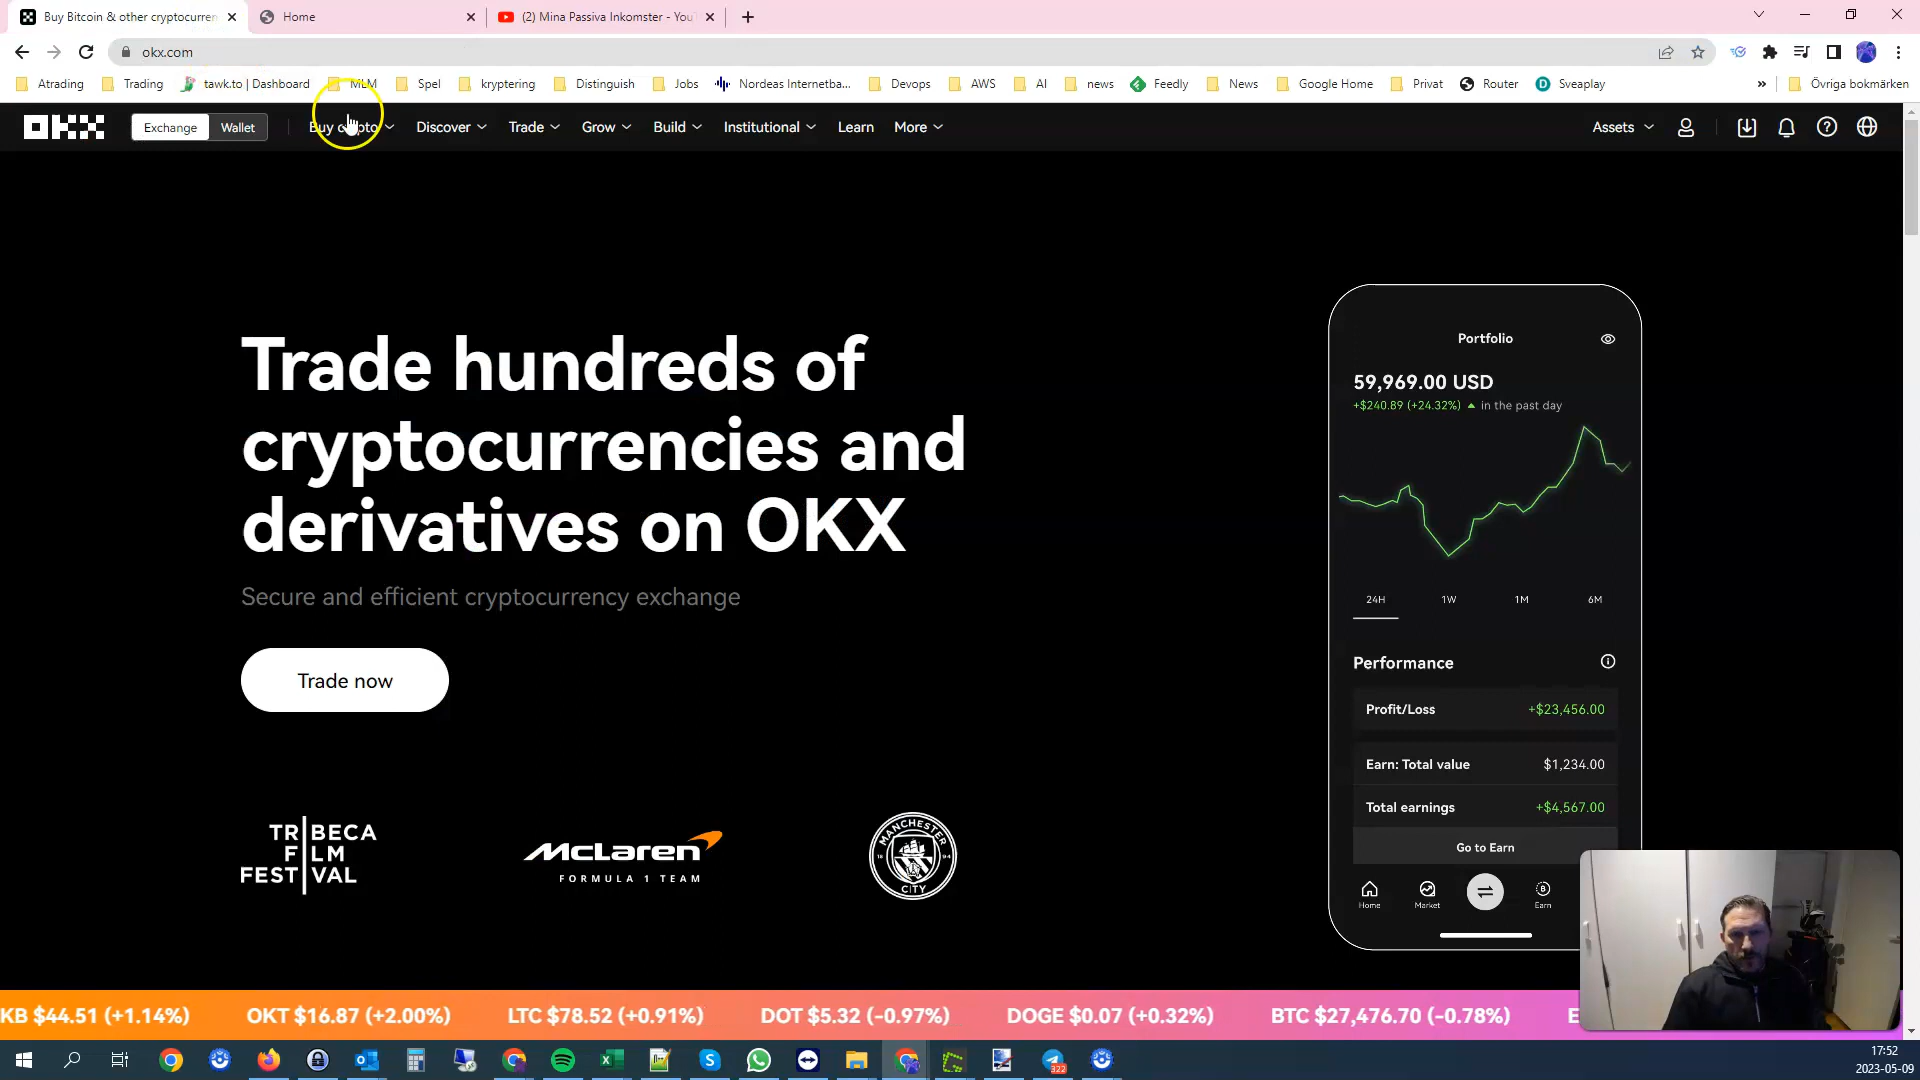 Buy Bitcoin & other cryptocurren
Home
(2) Mina Passiva Inkomster - YouT
okx.com
Atrading
Trading
tawk.to | Dashboard
MLM
Spel
kryptering
Distinguish
Jobs
Nordeas Internetba...
Devops
AWS
AI
news
Feedly
News
Google Home
Privat
Router
Sveaplay
»
Övriga bokmärken
OKX
Exchange
Wallet
Buy crypto
Discover
Trade
Grow
Build
Institutional
Learn
More
Assets
Trade hundreds of
cryptocurrencies and
derivatives on OKX
Secure and efficient cryptocurrency exchange
Trade now
TRIBECA
FILM
FESTIVAL
McLaren
FORMULA 1 TEAM
MANCHESTER
18 94
CITY
Portfolio
59,969.00 USD
+$240.89 (+24.32%) ▲ in the past day
24H
1W
1M
6M
Performance
Profit/Loss
+$23,456.00
Earn: Total value
$1,234.00
Total earnings
+$4,567.00
Go to Earn
Home
Market
Earn
KB $44.51 (+1.14%)
OKT $16.87 (+2.00%)
LTC $78.52 (+0.91%)
DOT $5.32 (-0.97%)
DOGE $0.07 (+0.32%)
BTC $27,476.70 (-0.78%)
E
322
17:52
2023-05-09